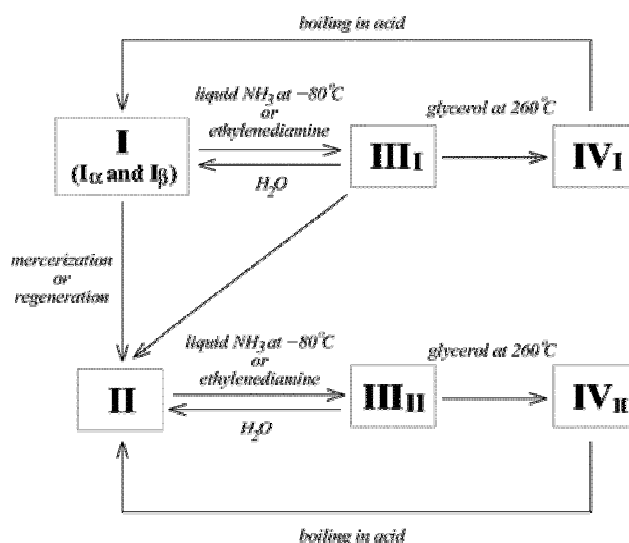 boiling in acid
liquid NH3 at −80°C
or
ethylenediamine
glycerol at 260°C
I
(Iα and Iβ)
IIII
IVI
H2O
mercerization
or
regeneration
liquid NH3 at −80°C
or
ethylenediamine
glycerol at 260°C
II
IIIII
IVII
H2O
boiling in acid